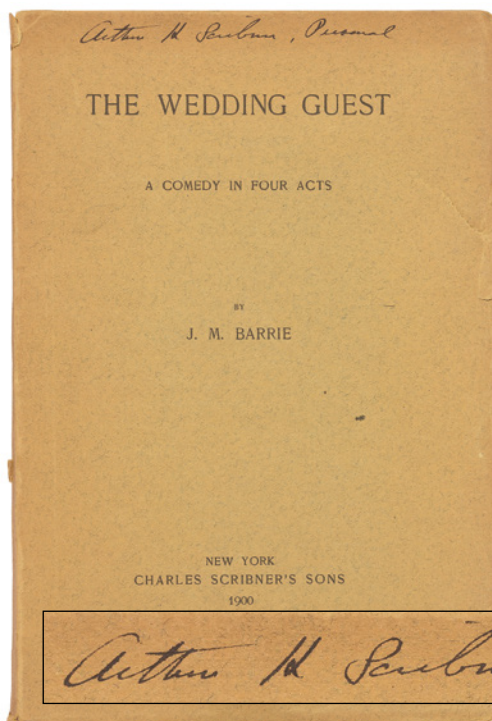 Arthur H Scribner, Personal
THE WEDDING GUEST
A COMEDY IN FOUR ACTS
BY
J. M. BARRIE
NEW YORK
CHARLES SCRIBNER'S SONS
1900
Arthur H Scribn